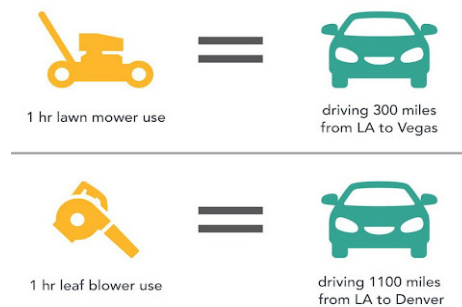 1 hr lawn mower use
driving 300 miles
from LA to Vegas
1 hr leaf blower use
driving 1100 miles
from LA to Denver